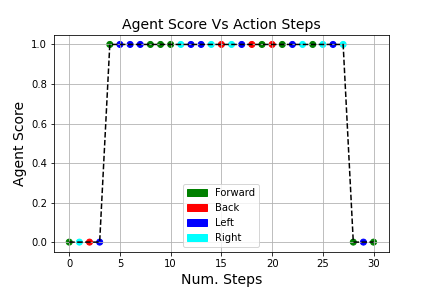 Agent Score Vs Action Steps
1.0
0.8
0.6
0.4
0.2
0.0
Agent Score
Forward
Back
Left
Right
0 5 10 15 20 25 30
Num. Steps